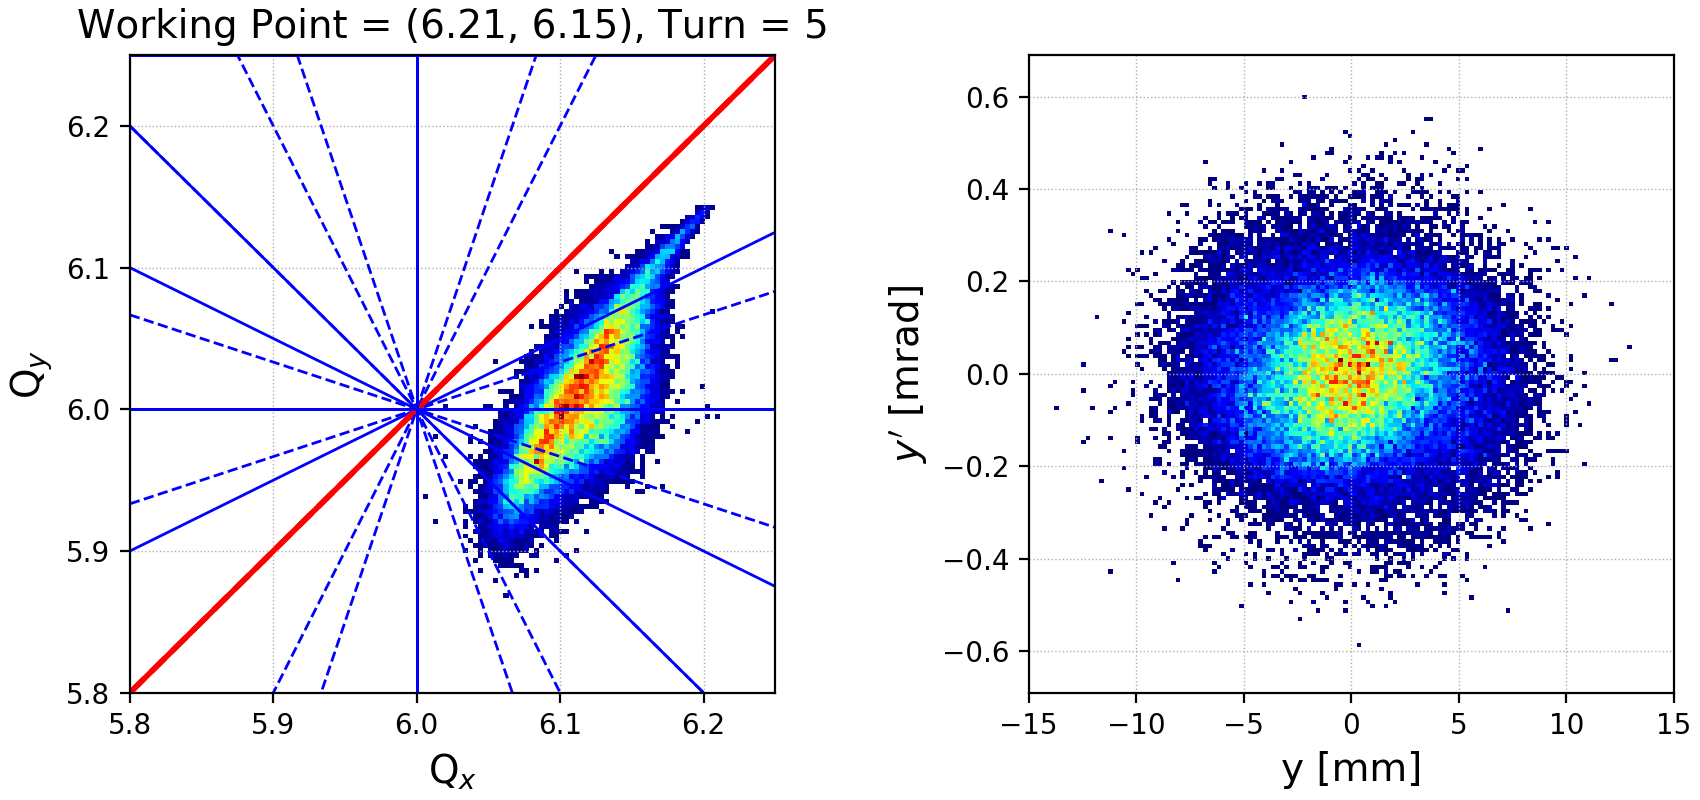 Working Point = (6.21, 6.15), Turn = 5
6.2
6.1
6.0
5.9
5.8
Q_y
5.8 5.9 6.0 6.1 6.2
Q_x
0.6
0.4
0.2
0.0
−0.2
−0.4
−0.6
y′ [mrad]
−15 −10 −5 0 5 10 15
y [mm]